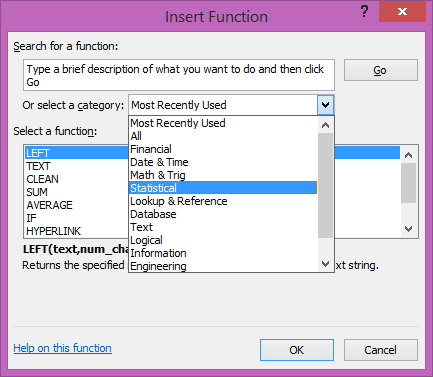 Insert Function
?
Search for a function:
Type a brief description of what you want to do and then click
Go
Go
Or select a category:
Most Recently Used
Select a function:
Most Recently Used
All
Financial
Date & Time
Math & Trig
Statistical
Lookup & Reference
Database
Text
Logical
Information
Engineering
LEFT
TEXT
CLEAN
SUM
AVERAGE
IF
HYPERLINK
LEFT(text,num_cha
Returns the specified xt string.
Help on this function
OK
Cancel